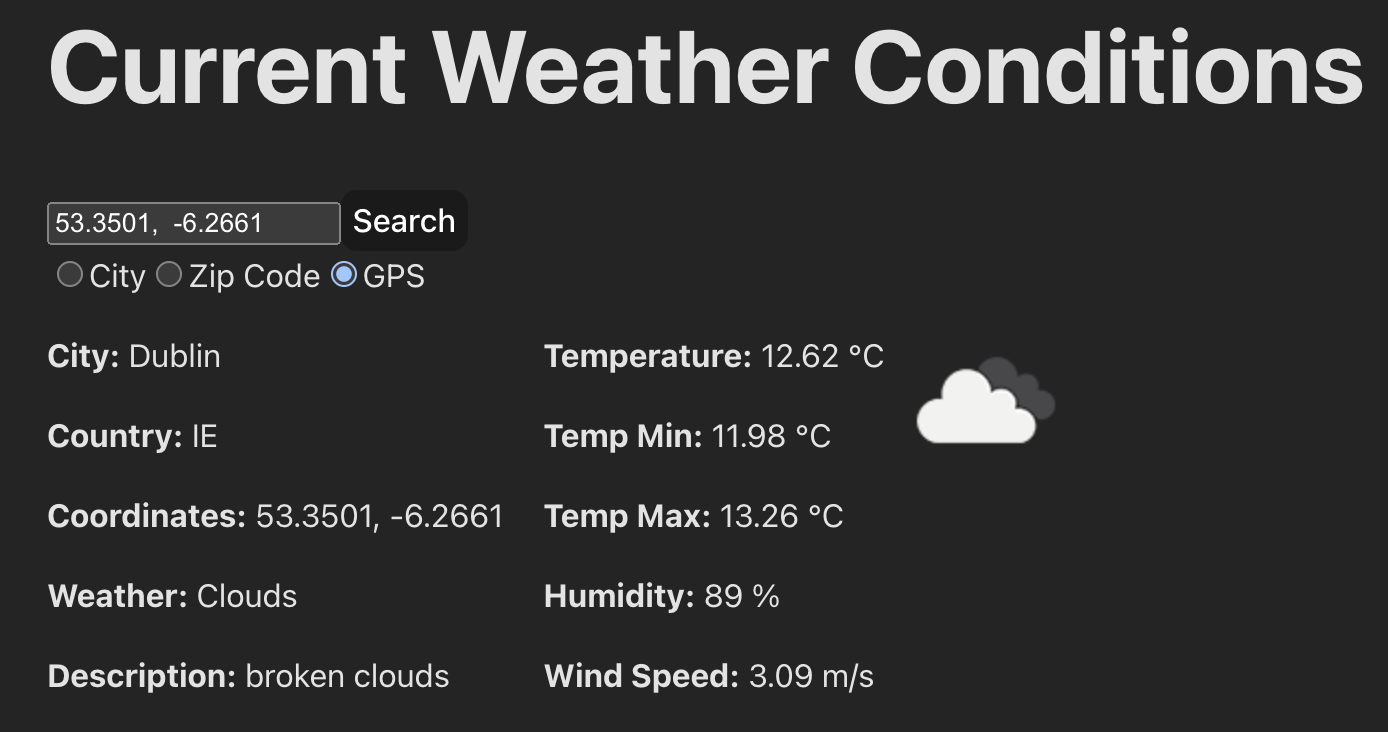 Current Weather Conditions
53.3501,  -6.2661 Search
City Zip Code GPS
City: Dublin
Country: IE
Coordinates: 53.3501, -6.2661
Weather: Clouds
Description: broken clouds
Temperature: 12.62 °C
Temp Min: 11.98 °C
Temp Max: 13.26 °C
Humidity: 89 %
Wind Speed: 3.09 m/s